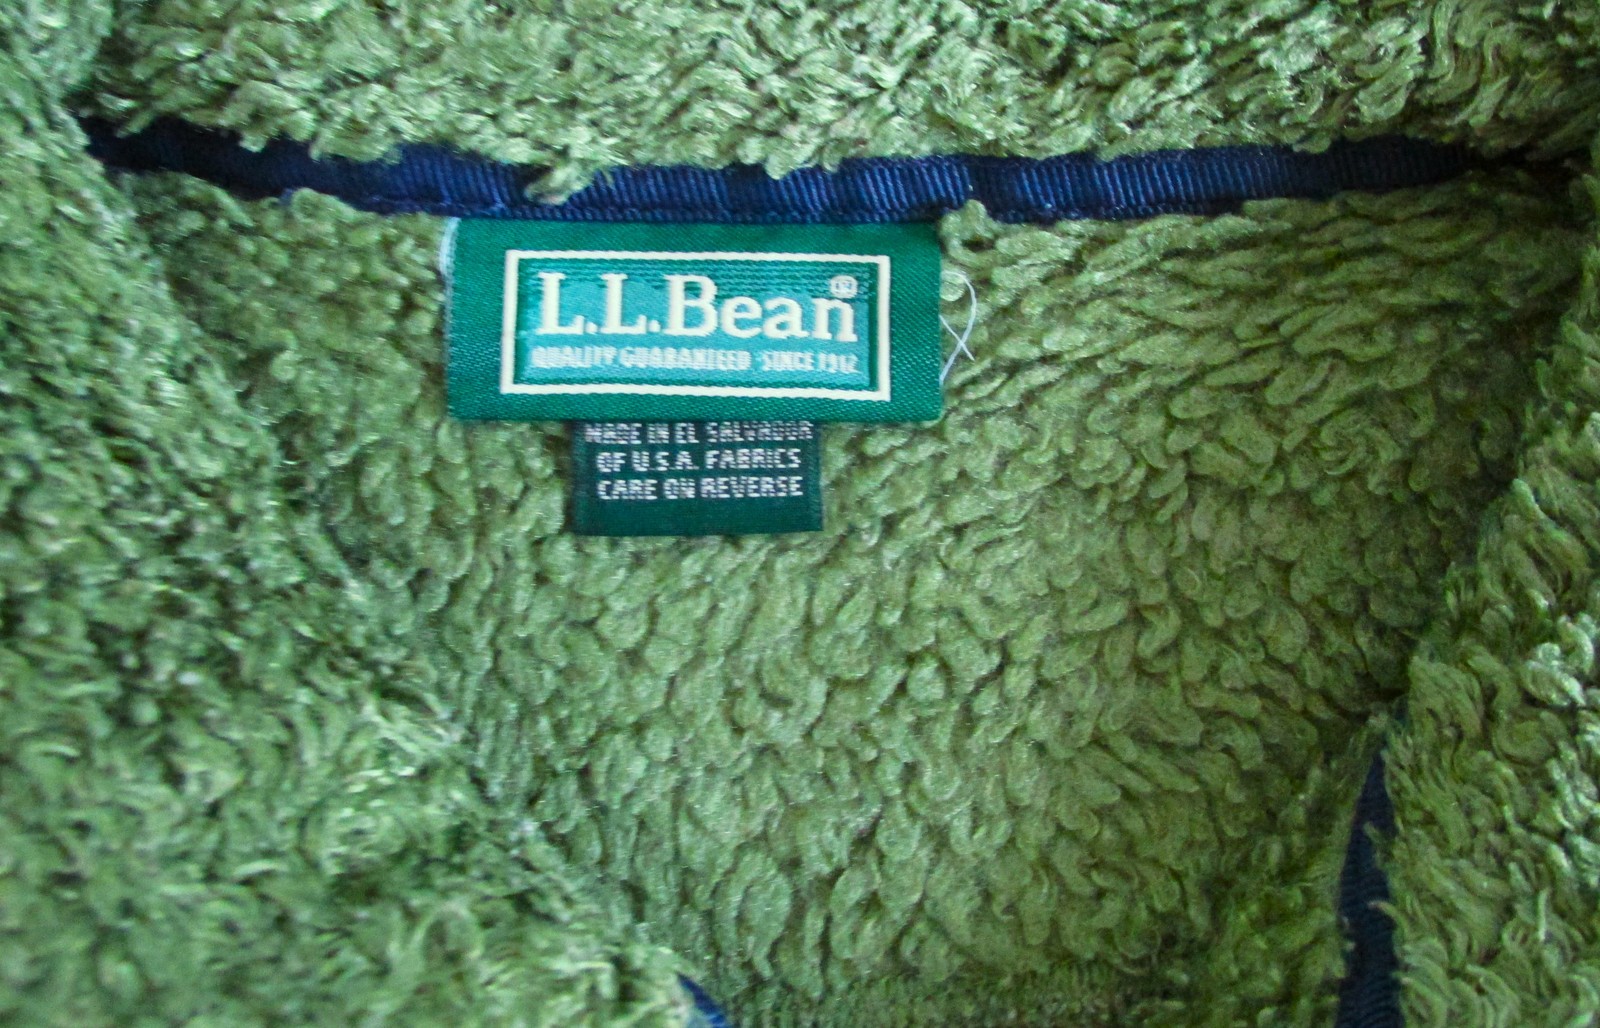 L.L.Bean®
QUALITY GUARANTEED SINCE 1912
MADE IN EL SALVADOR
OF U.S.A. FABRICS
CARE ON REVERSE